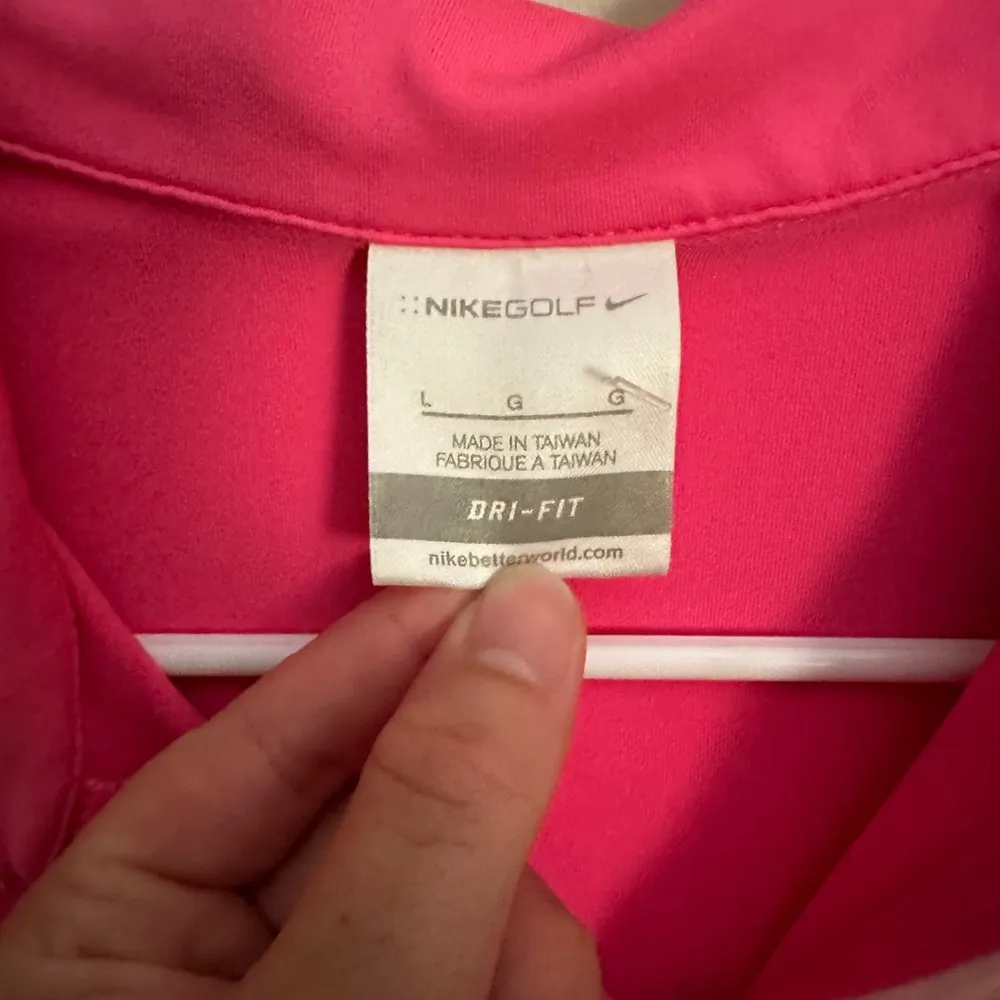 NIKEGOLF
L G G
MADE IN TAIWAN
FABRIQUE A TAIWAN
DRI-FIT
nikebetterworld.com